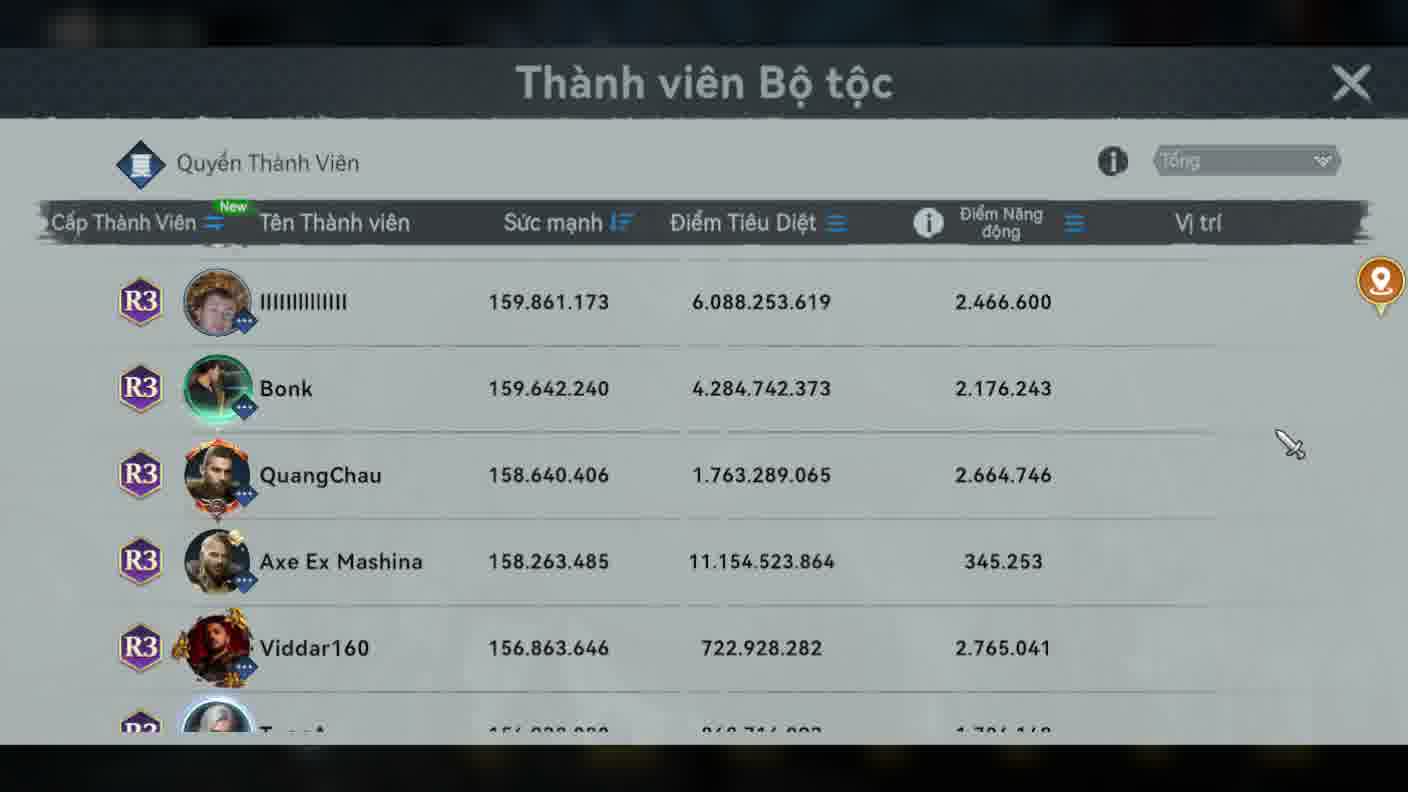 Thành viên Bộ tộc
Quyển Thành Viên
Tổng
Cấp Thành Viên New Tên Thành viên Sức mạnh Điểm Tiêu Diệt Điểm Năng động Vị trí
R3 IIIIIIIIIIIIII 159.861.173 6.088.253.619 2.466.600
R3 Bonk 159.642.240 4.284.742.373 2.176.243
R3 QuangChau 158.640.406 1.763.289.065 2.664.746
R3 Axe Ex Mashina 158.263.485 11.154.523.864 345.253
R3 Viddar160 156.863.646 722.928.282 2.765.041